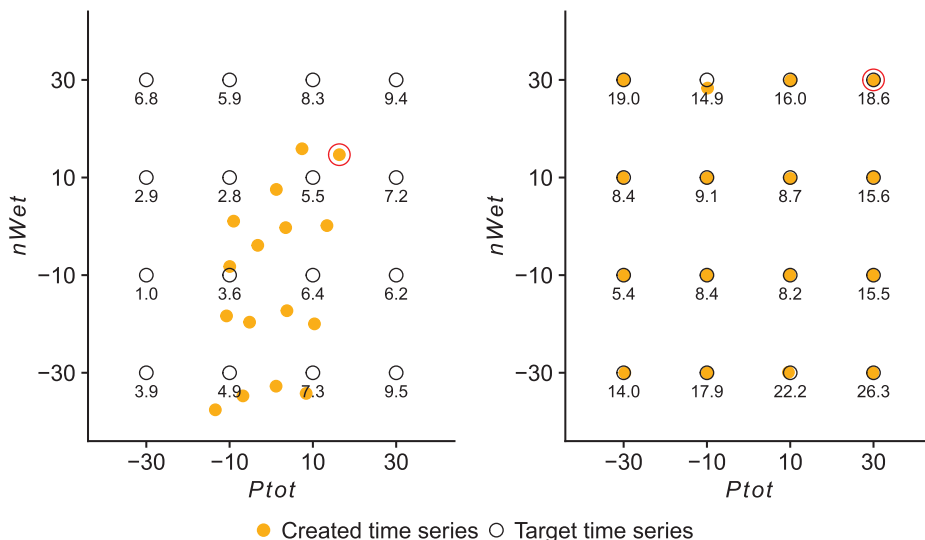 30
6.8 5.9 8.3 9.4
10
2.9 2.8 5.5 7.2
nWet
−10
1.0 3.6 6.4 6.2
−30
3.9 4.9 7.3 9.5
−30 −10 10 30
Ptot
30
19.0 14.9 16.0 18.6
10
8.4 9.1 8.7 15.6
nWet
−10
5.4 8.4 8.2 15.5
−30
14.0 17.9 22.2 26.3
−30 −10 10 30
Ptot
Created time series Target time series